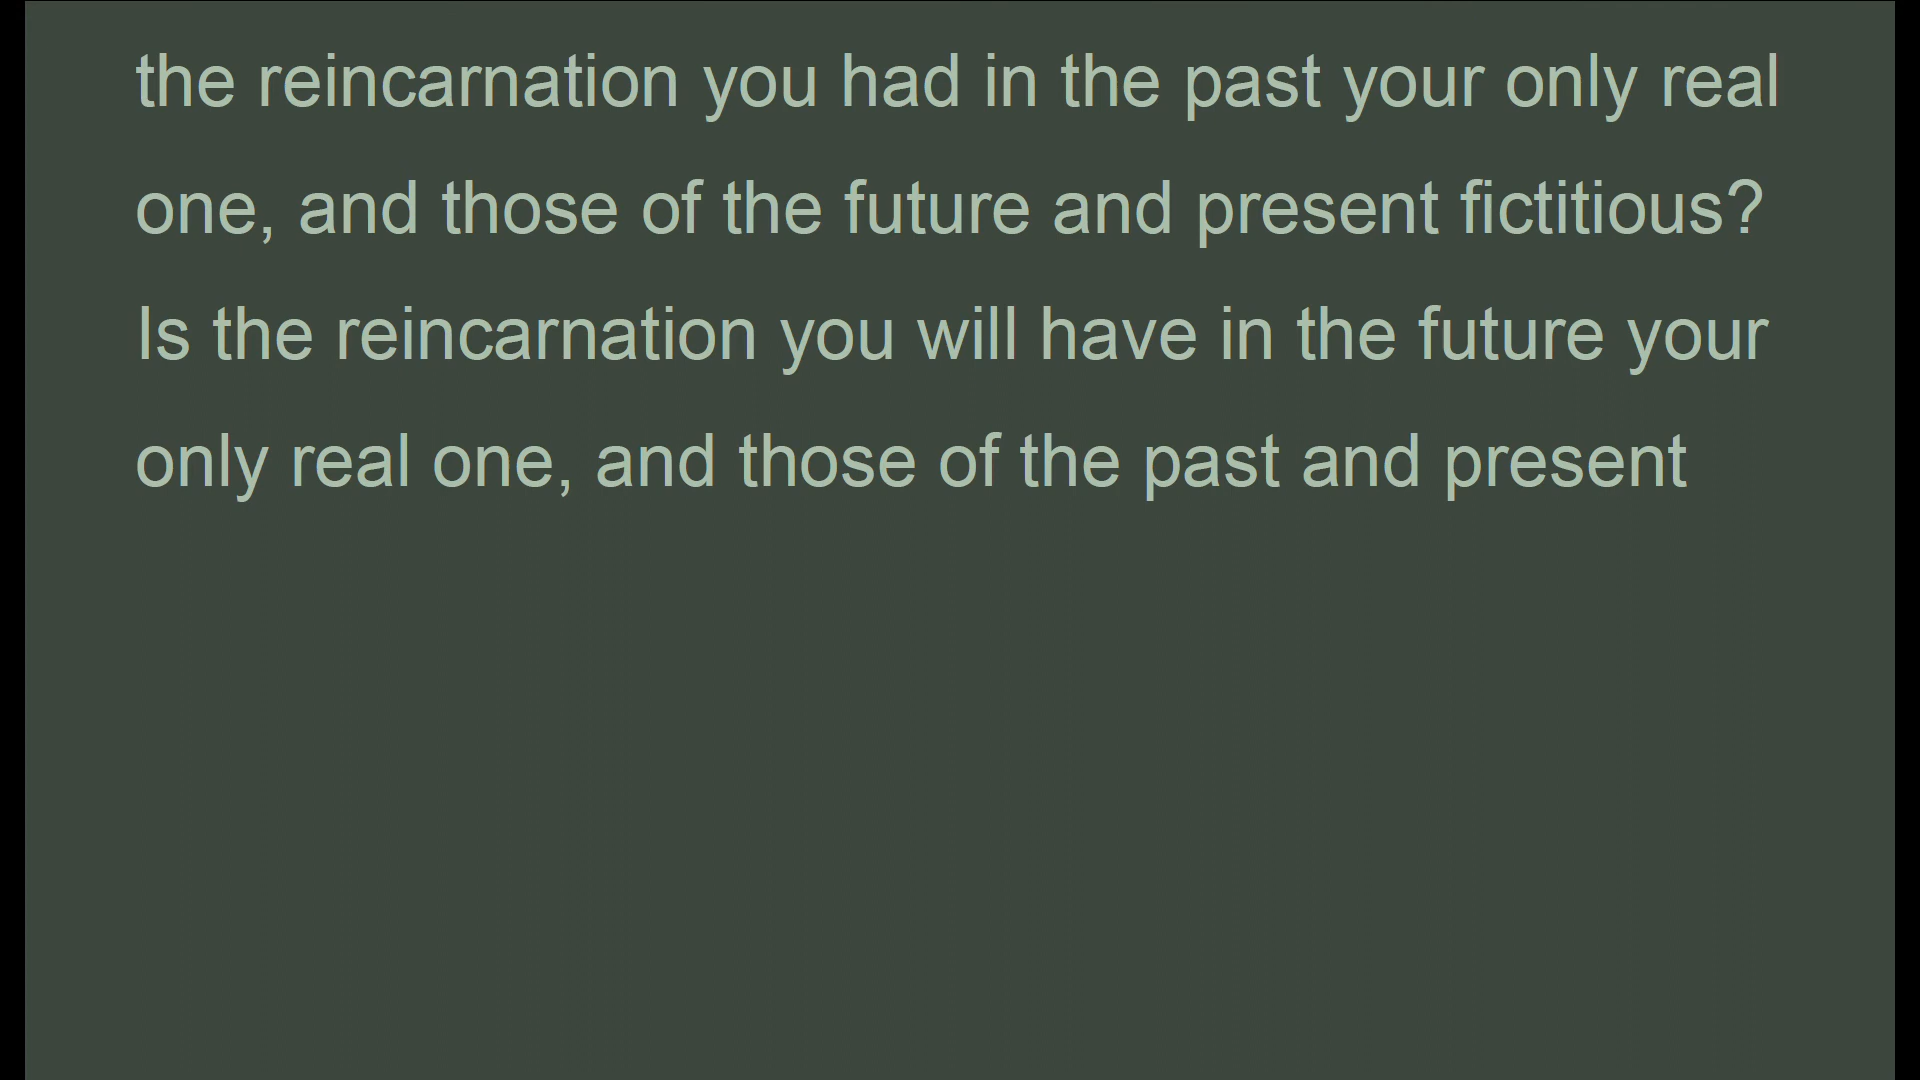 the reincarnation you had in the past your only real
one, and those of the future and present fictitious?
Is the reincarnation you will have in the future your
only real one, and those of the past and present